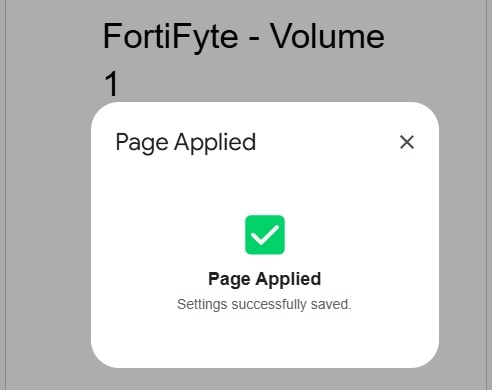 FortiFyte - Volume
1
Page Applied
Page Applied
Settings successfully saved.